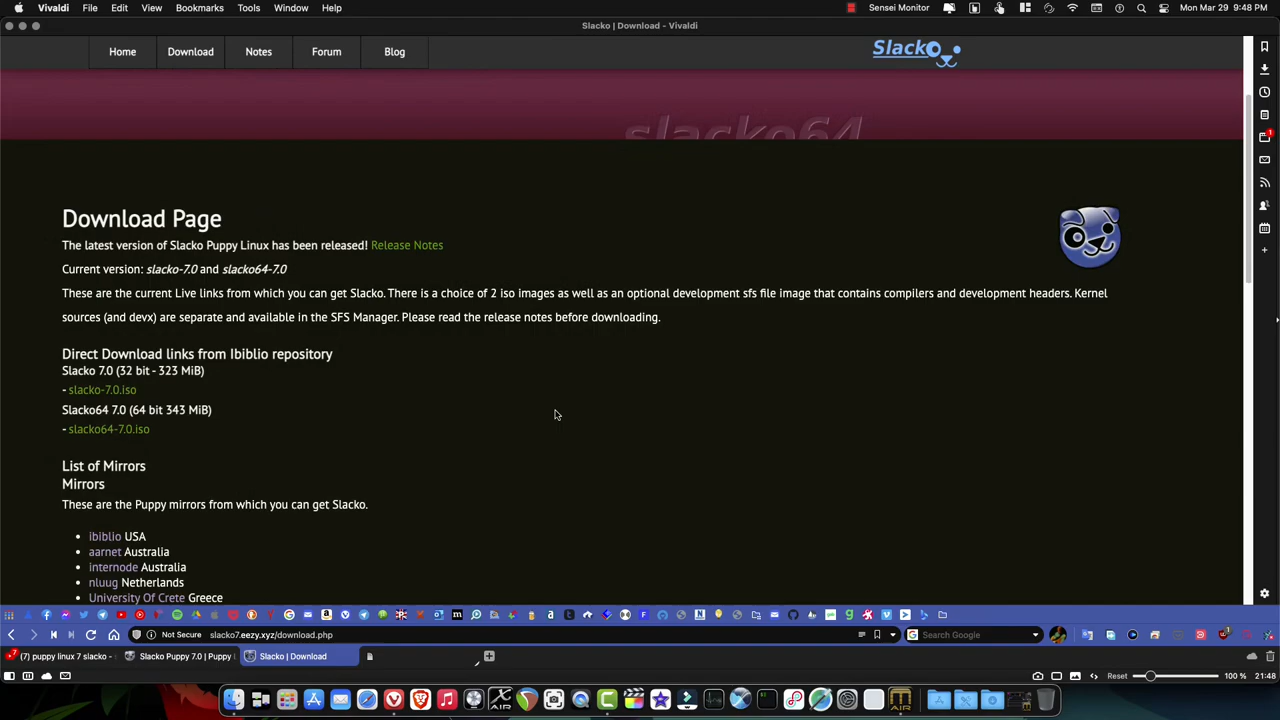 Vivaldi File Edit View Bookmarks Tools Window Help
Sensei Monitor
Mon Mar 29 9:48 PM
Slacko | Download - Vivaldi
Home Download Notes Forum Blog
Slacko
slacko64
Download Page
The latest version of Slacko Puppy Linux has been released! Release Notes
Current version: slacko-7.0 and slacko64-7.0
These are the current Live links from which you can get Slacko. There is a choice of 2 iso images as well as an optional development sfs file image that contains compilers and development headers. Kernel
sources (and devx) are separate and available in the SFS Manager. Please read the release notes before downloading.
Direct Download links from Ibiblio repository
Slacko 7.0 (32 bit - 323 MiB)
- slacko-7.0.iso
Slacko64 7.0 (64 bit 343 MiB)
- slacko64-7.0.iso
List of Mirrors
Mirrors
These are the Puppy mirrors from which you can get Slacko.
• ibiblio USA
• aarnet Australia
• internode Australia
• nluug Netherlands
• University Of Crete Greece
Not Secure slacko7.eezy.xyz/download.php
Search Google
(7) puppy linux 7 slacko -
Slacko Puppy 7.0 | Puppy
Slacko | Download
Reset 100 % 21:48